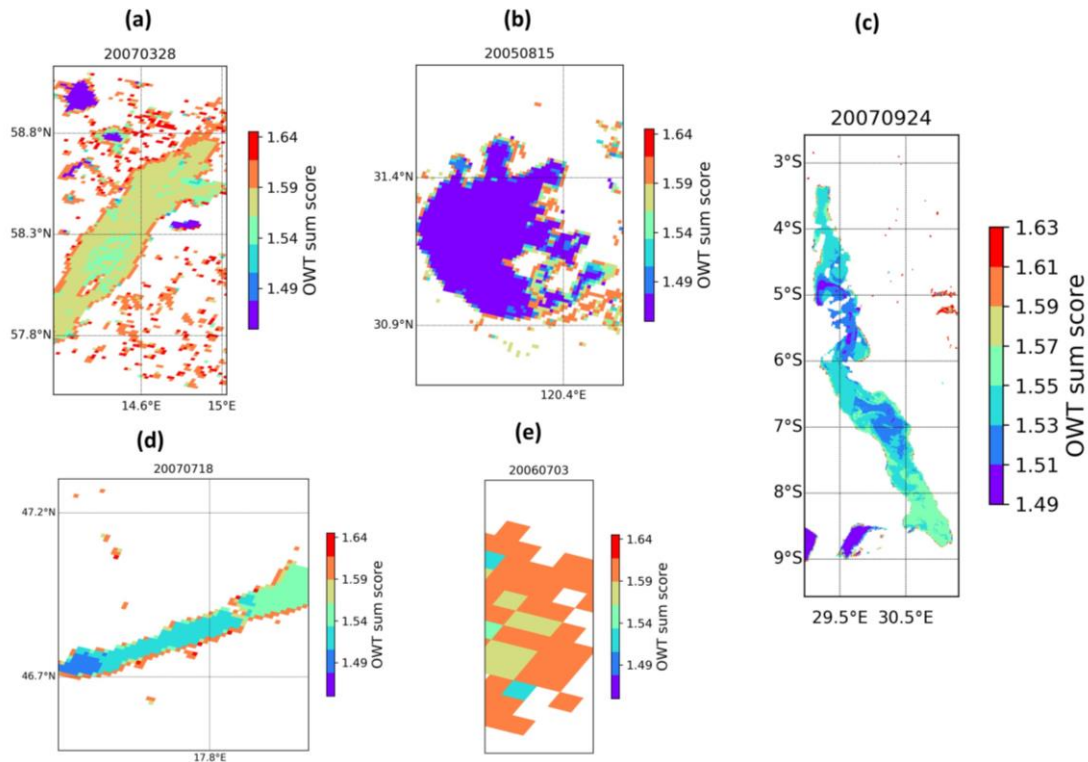 (a)
20070328
58.8°N
58.3°N
57.8°N
14.6°E
15°E
1.64
1.59
1.54
1.49
OWT sum score
(b)
20050815
31.4°N
30.9°N
120.4°E
1.64
1.59
1.54
1.49
OWT sum score
(c)
20070924
3°S
4°S
5°S
6°S
7°S
8°S
9°S
29.5°E
30.5°E
1.63
1.61
1.59
1.57
1.55
1.53
1.51
1.49
OWT sum score
(d)
20070718
47.2°N
46.7°N
17.8°E
1.64
1.59
1.54
1.49
OWT sum score
(e)
20060703
1.64
1.59
1.54
1.49
OWT sum score